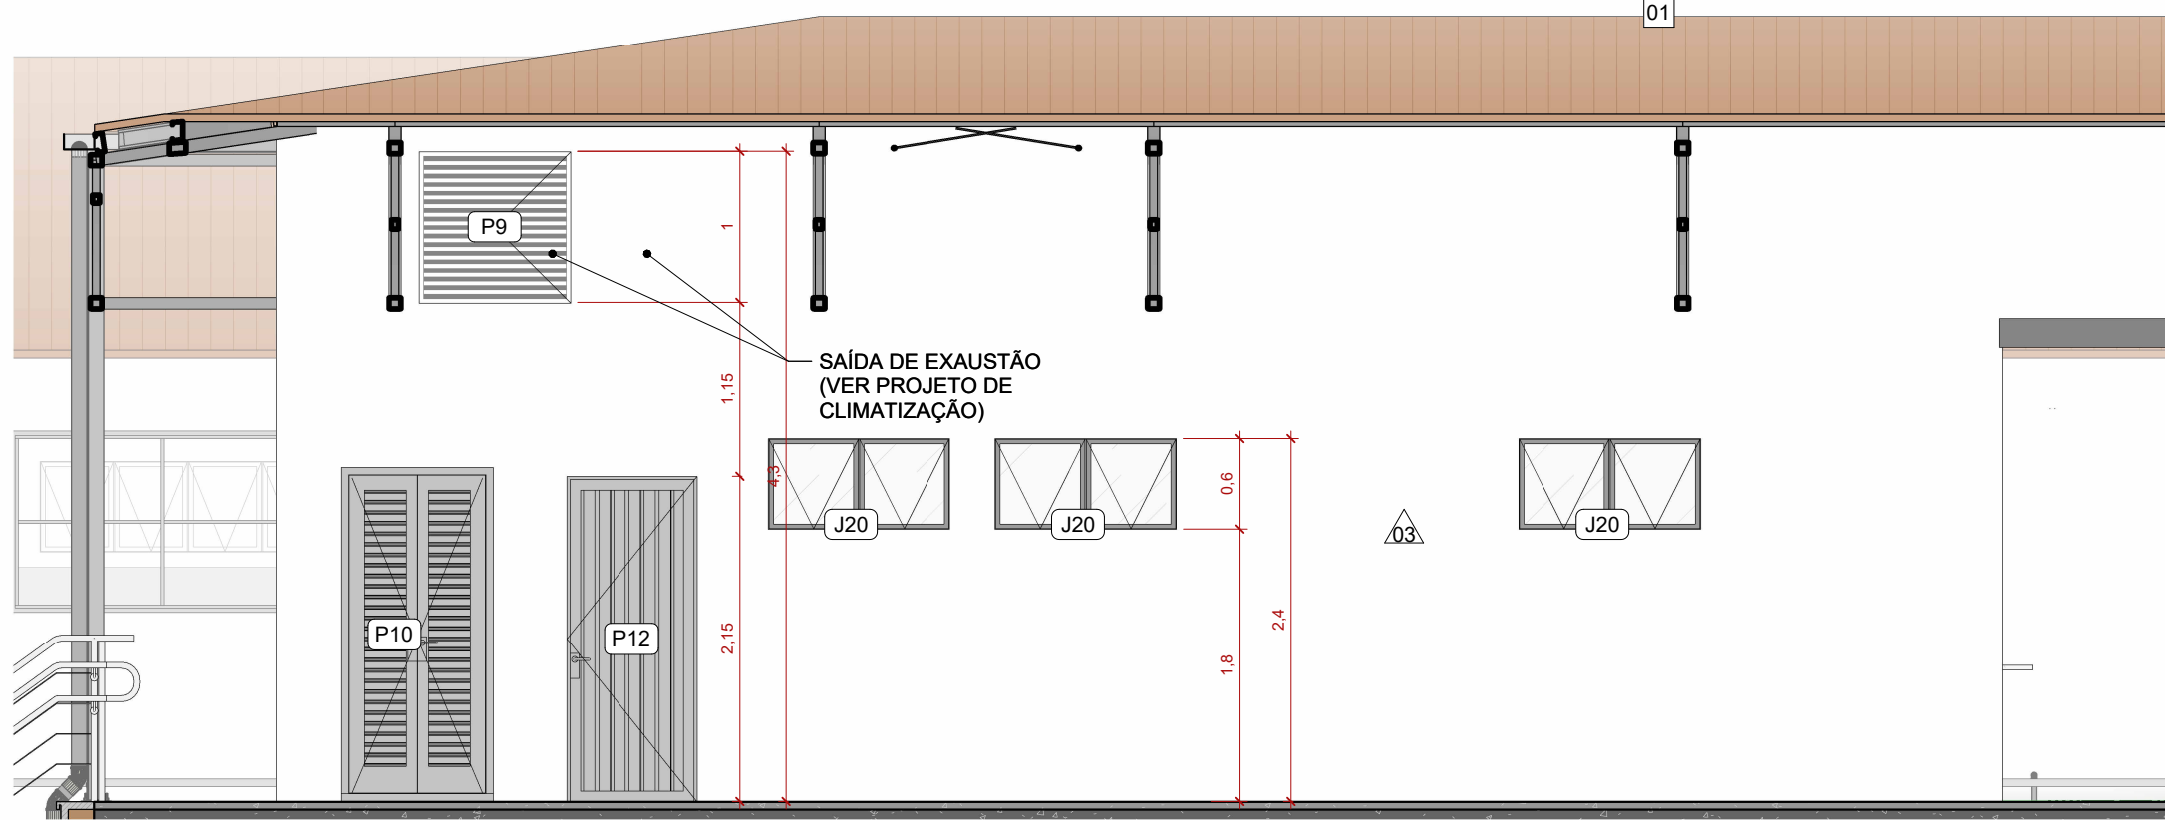 01
P9
1
SAÍDA DE EXAUSTÃO
(VER PROJETO DE
CLIMATIZAÇÃO)
1,15
4,3
0,6
J20
J20
J20
03
P10
P12
2,15
1,8
2,4